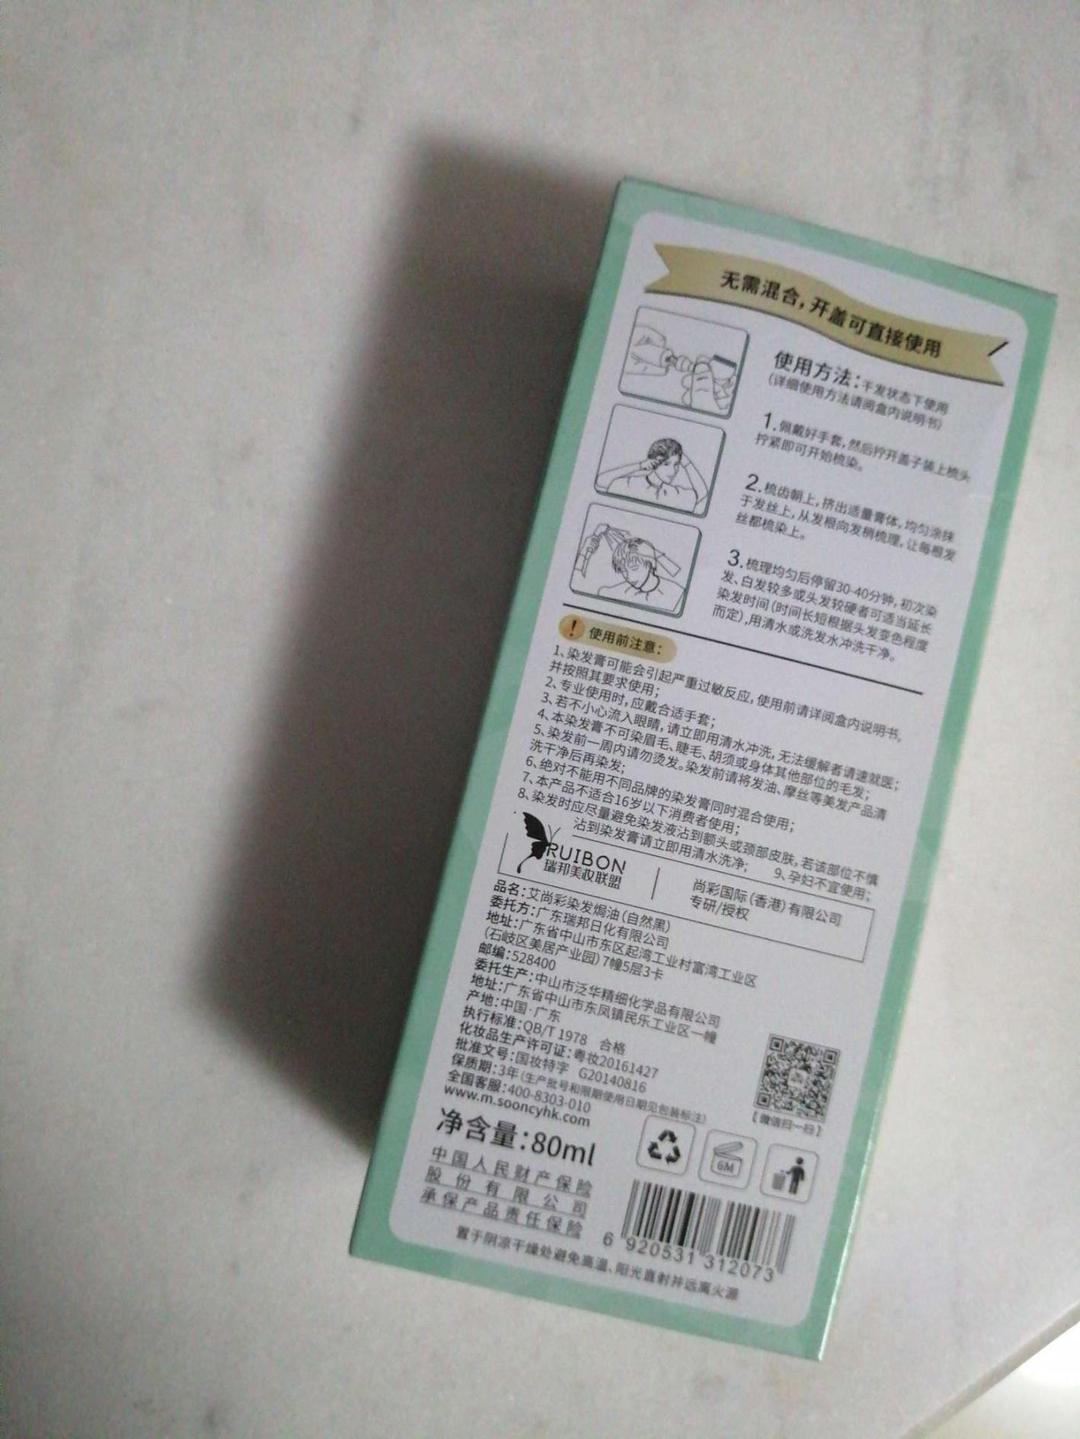 无需混合，开盖可直接使用
使用方法：干发状态下使用
（详细使用方法请阅盒内说明书）
1.佩戴好手套，然后拧开盖子装上梳头
拧紧即可开始梳染。
2.梳齿朝上，挤出适量膏体，均匀涂抹
于发丝上，从发根向发梢梳理，让每根发
丝都梳染上。
3.梳理均匀后停留30-40分钟，初次染
发、白发较多或头发较硬者可适当延长
染发时间（时间长短根据头发变色程度
而定），用清水或洗发水冲洗干净。
! 使用前注意：
1、染发膏可能会引起严重过敏反应，使用前请详阅盒内说明书，
并按照其要求使用；
2、专业使用时，应戴合适手套；
3、若不小心流入眼睛，请立即用清水冲洗，无法缓解者请速就医；
4、本染发膏不可染眉毛、睫毛、胡须或身体其他部位的毛发；
5、染发前一周内请勿烫发。染发前请将发油、摩丝等美发产品清
洗干净后再染发；
6、绝对不能用不同品牌的染发膏同时混合使用；
7、本产品不适合16岁以下消费者使用；
8、染发时应尽量避免染发液沾到额头或颈部皮肤，若该部位不慎
沾到染发膏请立即用清水洗净； 9、孕妇不宜使用；
RUIBON
瑞邦美妆联盟
尚彩国际（香港）有限公司
专研/授权
品名：艾尚彩染发焗油（自然黑）
委托方：广东瑞邦日化有限公司
地址：广东省中山市东区起湾工业村富湾工业区
（石岐区美居产业园）7幢5层3卡
邮编：528400
委托生产：中山市泛华精细化学品有限公司
地址：广东省中山市东凤镇民乐工业区一幢
产地：中国·广东
执行标准：QB/T 1978 合格
化妆品生产许可证：粤妆20161427
批准文号：国妆特字 G20140816
保质期：3年（生产批号和限期使用日期见包装标注）
全国客服：400-8303-010
www.m.sooncyhk.com
【微信扫一扫】
净含量：80ml
6M
中国人民财产保险
股份有限公司
承保产品责任保险
6 920531 312073
置于阴凉干燥处避免高温、阳光直射并远离火源